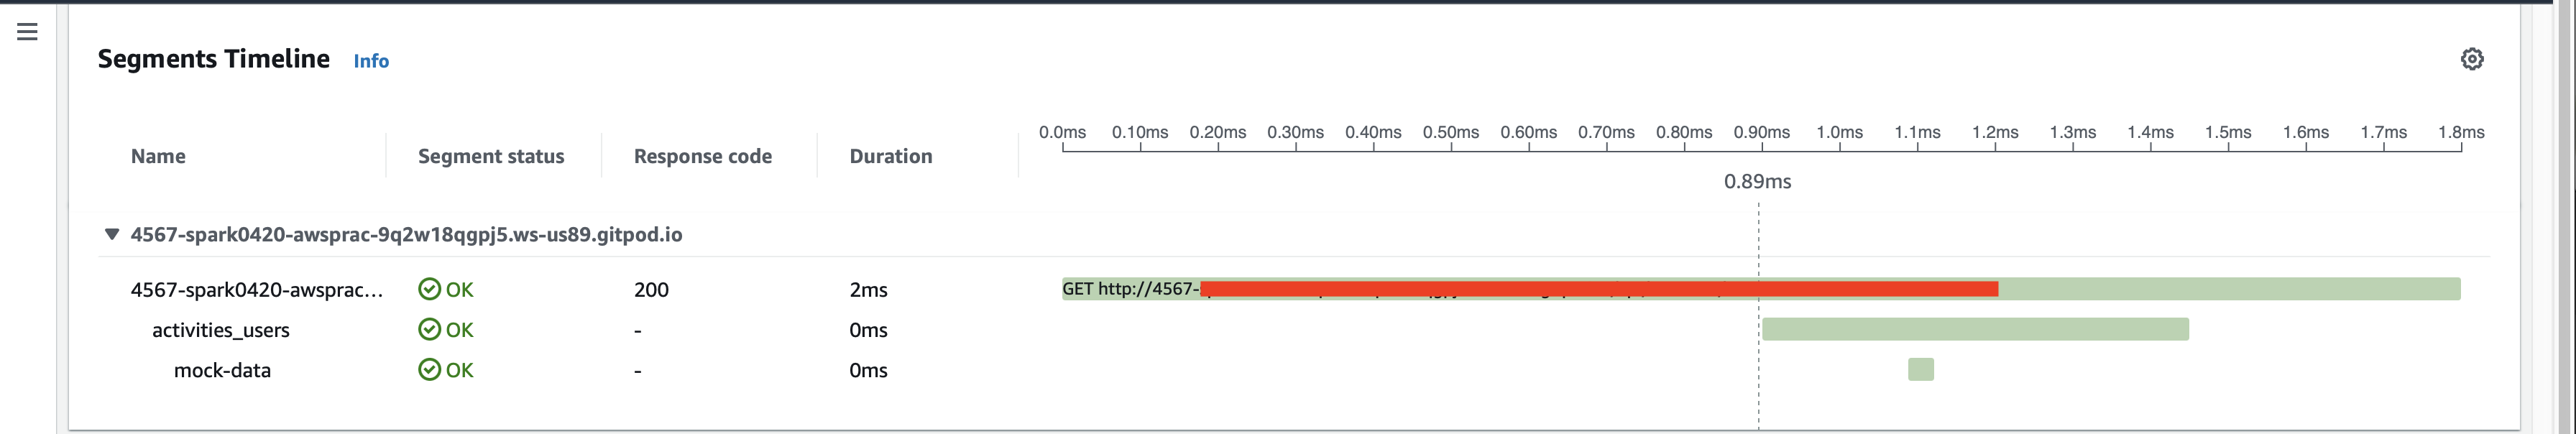 Segments Timeline Info
0.0ms 0.10ms 0.20ms 0.30ms 0.40ms 0.50ms 0.60ms 0.70ms 0.80ms 0.90ms 1.0ms 1.1ms 1.2ms 1.3ms 1.4ms 1.5ms 1.6ms 1.7ms 1.8ms
Name Segment status Response code Duration
0.89ms
4567-spark0420-awsprac-9q2w18qgpj5.ws-us89.gitpod.io
4567-spark0420-awsprac... OK 200 2ms GET http://4567-
activities_users OK - 0ms
mock-data OK - 0ms